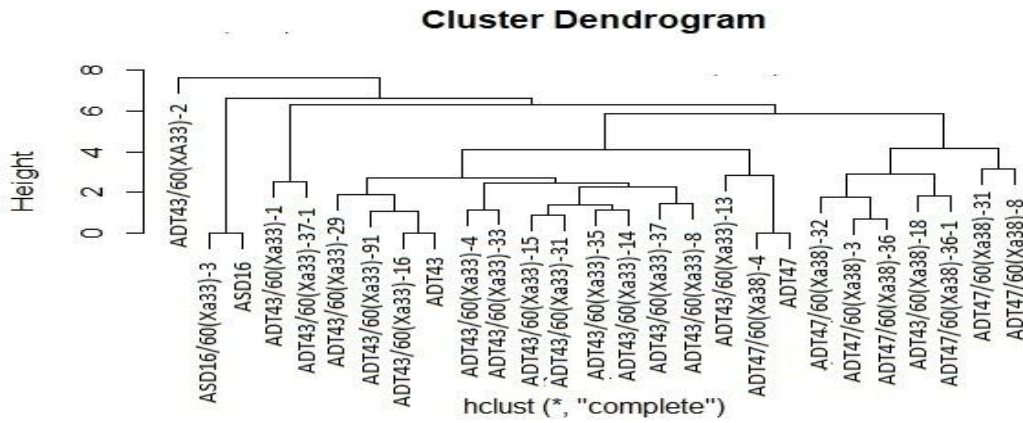 Cluster Dendrogram
Height
8
6
4
2
0
ADT43/60(XA33)-2
ASD16/60(Xa33)-3
ASD16
ADT43/60(Xa33)-1
ADT43/60(Xa33)-37-1
ADT43/60(Xa33)-29
ADT43/60(Xa33)-91
ADT43/60(Xa33)-16
ADT43
ADT43/60(Xa33)-4
ADT43/60(Xa33)-33
ADT43/60(Xa33)-15
ADT43/60(Xa33)-31
ADT43/60(Xa33)-35
ADT43/60(Xa33)-14
ADT43/60(Xa33)-37
ADT43/60(Xa33)-8
ADT43/60(Xa33)-13
ADT47/60(Xa38)-4
ADT47
ADT47/60(Xa38)-32
ADT47/60(Xa38)-3
ADT47/60(Xa38)-36
ADT43/60(Xa38)-18
ADT47/60(Xa38)-36-1
ADT47/60(Xa38)-31
ADT47/60(Xa38)-8
hclust (*, "complete")